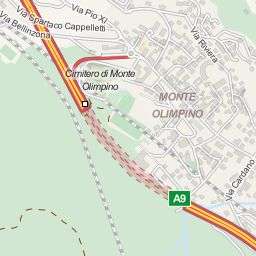 Via Pio XI
Via Spartaco Cappelletti
Via Bellinzona
Via Riviera
Cimitero di Monte
Olimpino
MONTE
OLIMPINO
A9
Via Cardano